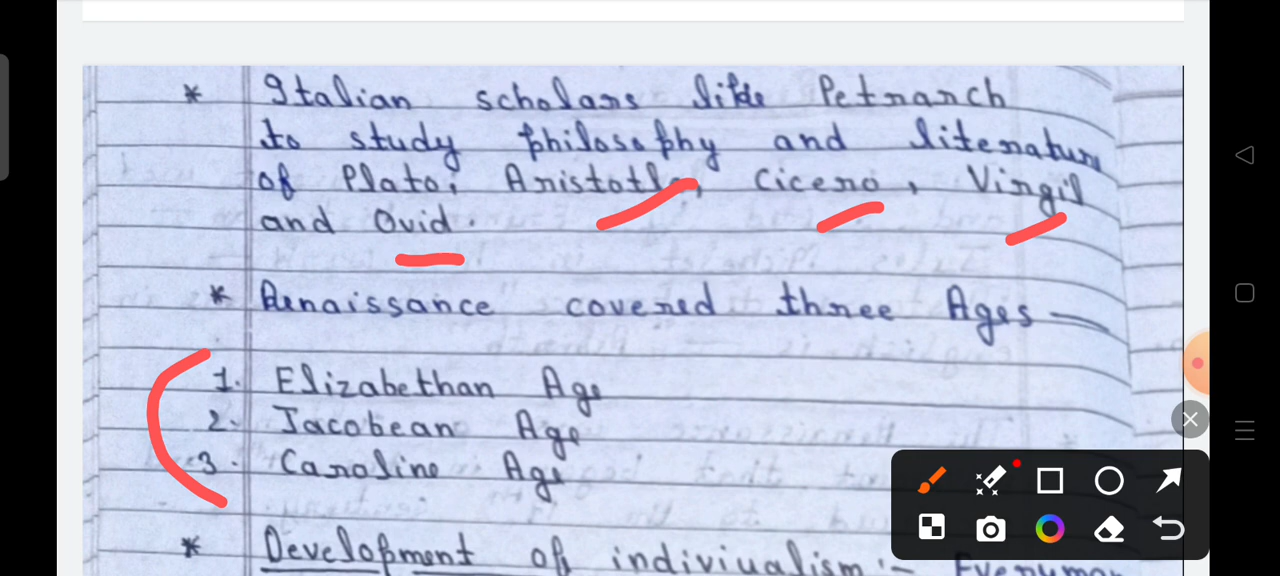 * Italian scholars like Petrarch
to study philosophy and literature
of Plato, Aristotle, Cicero, Virgil
and Ovid.
* Renaissance covered three Ages —
1. Elizabethan Age
2. Jacobean Age
3. Caroline Age
* Development of indiviualism :- Everyman